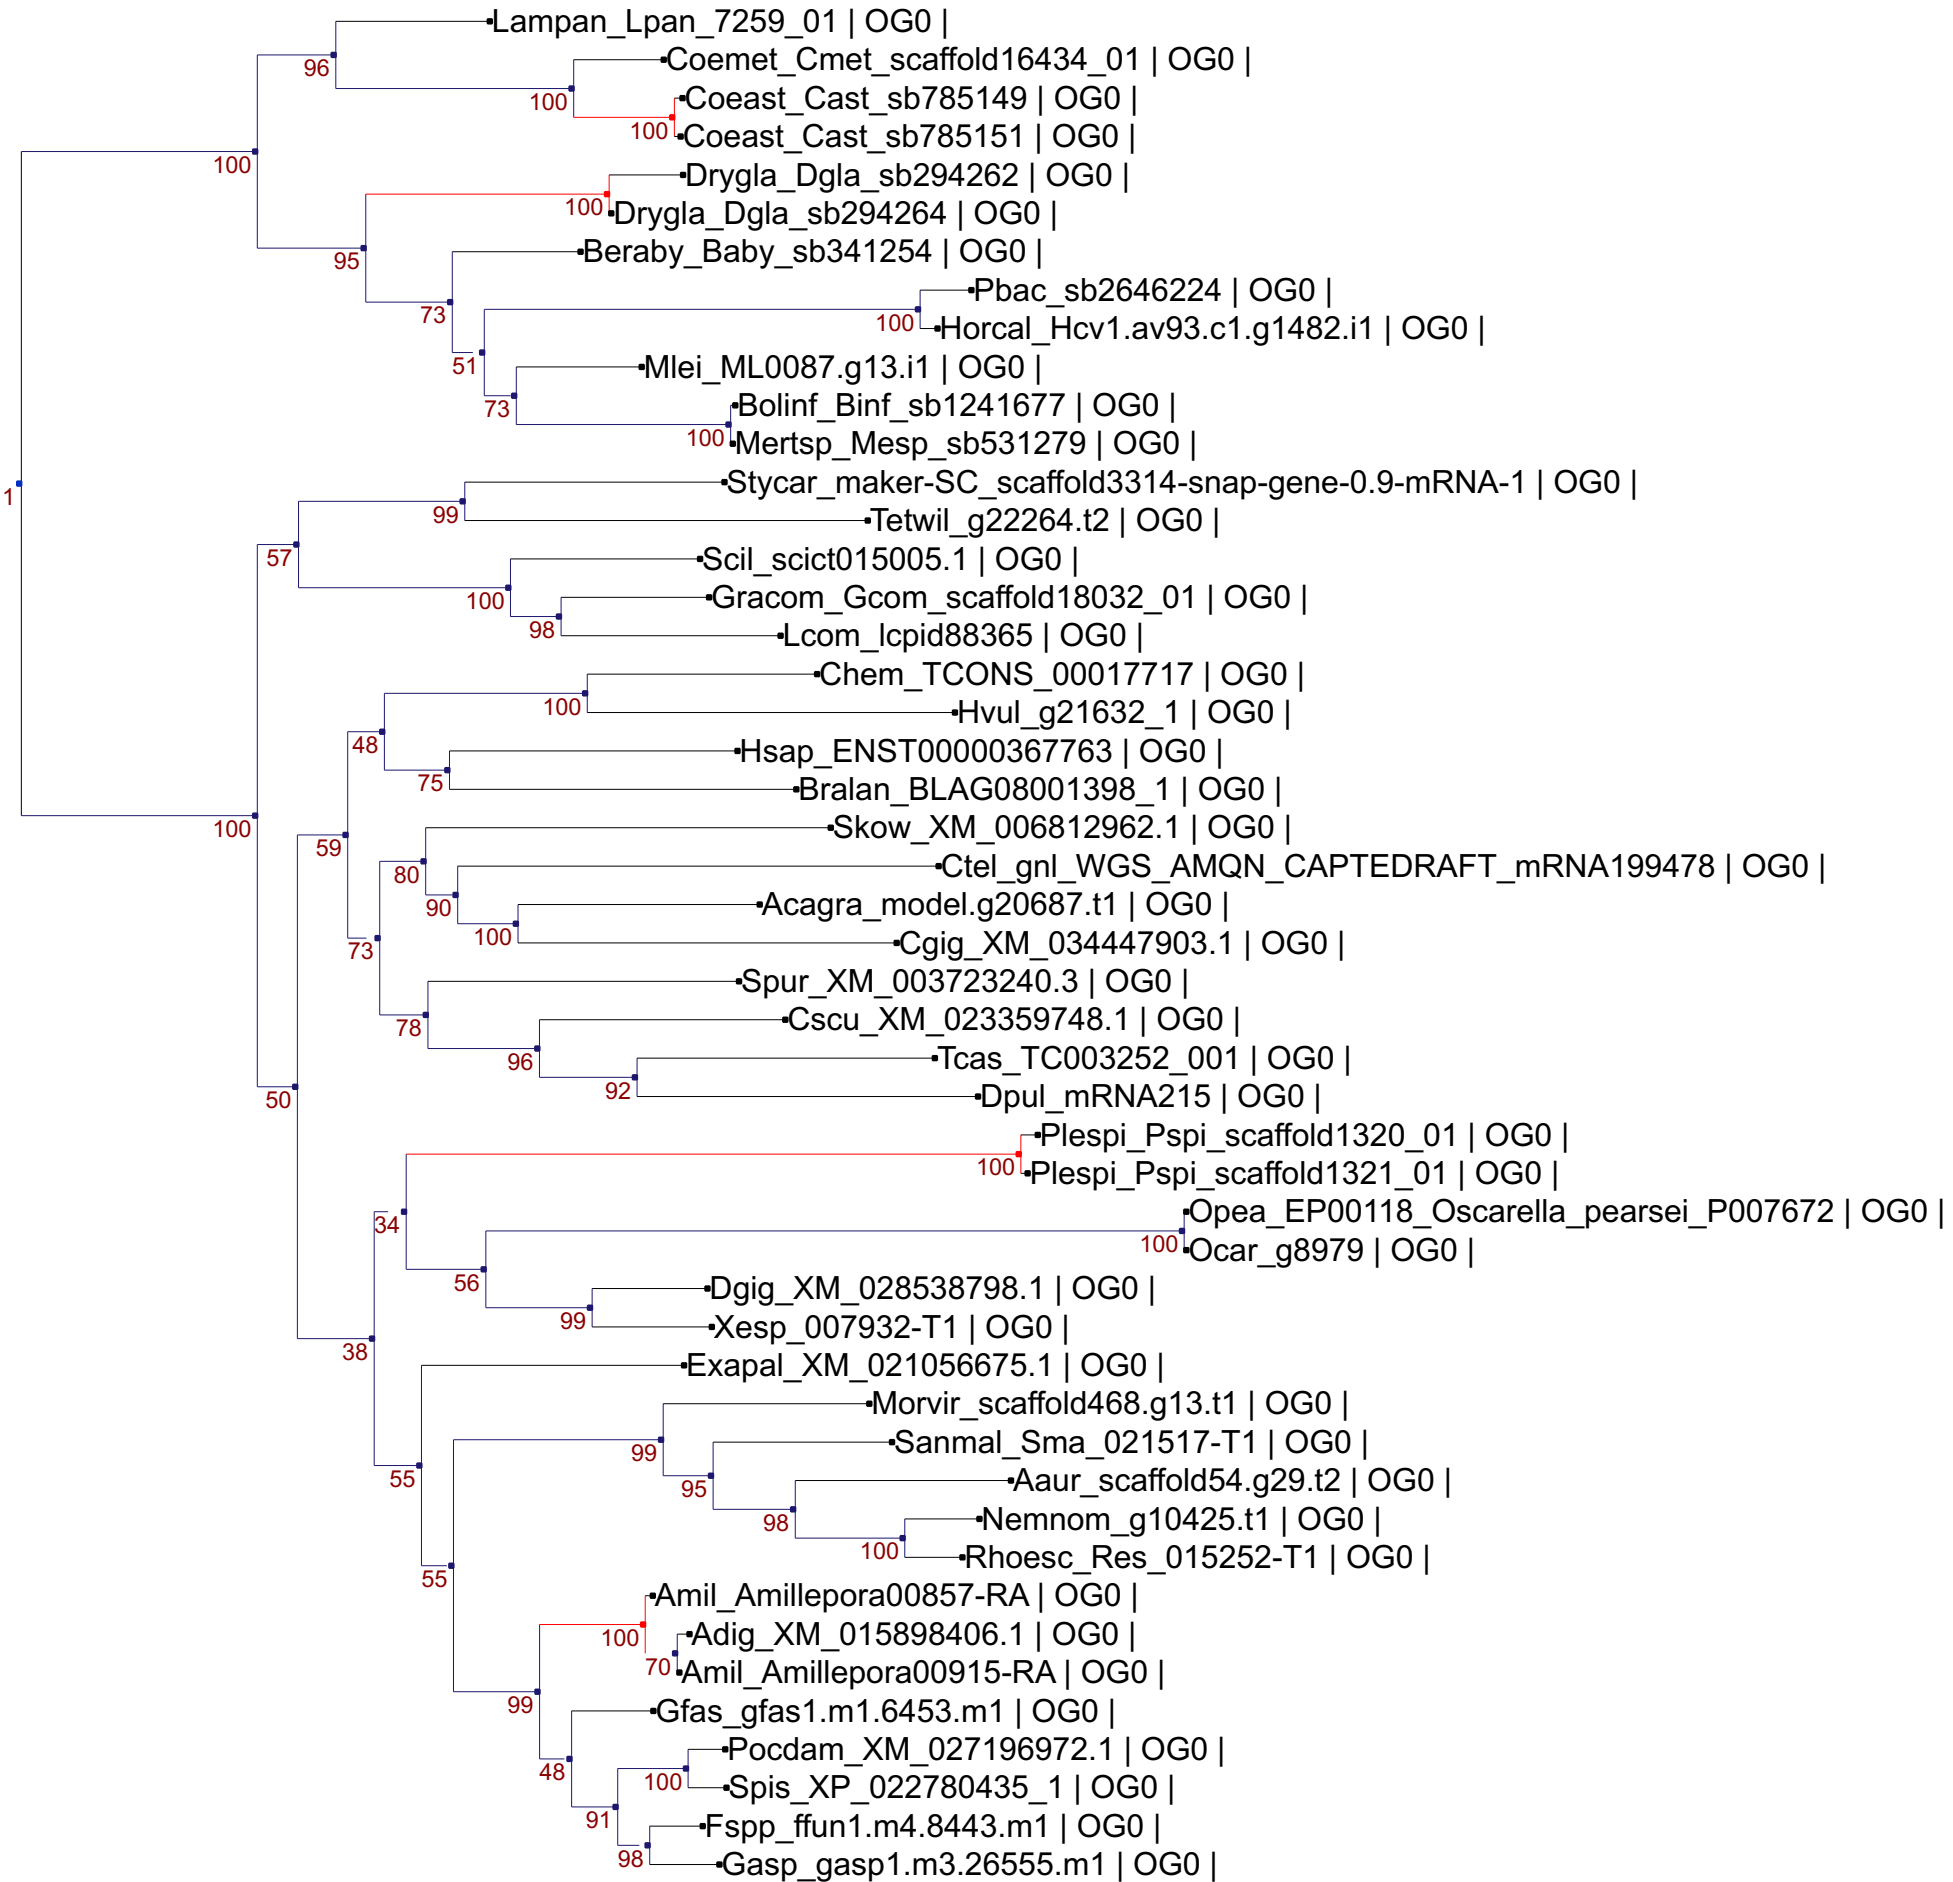 Lampan_Lpan_7259_01 | OG0 |
Coemet_Cmet_scaffold16434_01 | OG0 |
96
Coeast_Cast_sb785149 | OG0 |
100
Coeast_Cast_sb785151 | OG0 |
100
100
Drygla_Dgla_sb294262 | OG0 |
100
Drygla_Dgla_sb294264 | OG0 |
Beraby_Baby_sb341254 | OG0 |
95
Pbac_sb2646224 | OG0 |
73
100
Horcal_Hcv1.av93.c1.g1482.i1 | OG0 |
51
Mlei_ML0087.g13.i1 | OG0 |
73
Bolinf_Binf_sb1241677 | OG0 |
100
Mertsp_Mesp_sb531279 | OG0 |
Stycar_maker-SC_scaffold3314-snap-gene-0.9-mRNA-1 | OG0 |
1
99
Tetwil_g22264.t2 | OG0 |
57
Scil_scict015005.1 | OG0 |
100
Gracom_Gcom_scaffold18032_01 | OG0 |
98
Lcom_lcpid88365 | OG0 |
Chem_TCONS_00017717 | OG0 |
100
Hvul_g21632_1 | OG0 |
48
Hsap_ENST00000367763 | OG0 |
75
Bralan_BLAG08001398_1 | OG0 |
100
Skow_XM_006812962.1 | OG0 |
59
Ctel_gnl_WGS_AMQN_CAPTEDRAFT_mRNA199478 | OG0 |
80
90
Acagra_model.g20687.t1 | OG0 |
100
Cgig_XM_034447903.1 | OG0 |
73
Spur_XM_003723240.3 | OG0 |
78
Cscu_XM_023359748.1 | OG0 |
96
Tcas_TC003252_001 | OG0 |
92
50
Dpul_mRNA215 | OG0 |
Plespi_Pspi_scaffold1320_01 | OG0 |
100
Plespi_Pspi_scaffold1321_01 | OG0 |
34
Opea_EP00118_Oscarella_pearsei_P007672 | OG0 |
100
Ocar_g8979 | OG0 |
56
Dgig_XM_028538798.1 | OG0 |
99
Xesp_007932-T1 | OG0 |
38
Exapal_XM_021056675.1 | OG0 |
Morvir_scaffold468.g13.t1 | OG0 |
99
Sanmal_Sma_021517-T1 | OG0 |
55
95
Aaur_scaffold54.g29.t2 | OG0 |
98
Nemnom_g10425.t1 | OG0 |
100
Rhoesc_Res_015252-T1 | OG0 |
55
Amil_Amillepora00857-RA | OG0 |
100
Adig_XM_015898406.1 | OG0 |
70
Amil_Amillepora00915-RA | OG0 |
99
Gfas_gfas1.m1.6453.m1 | OG0 |
Pocdam_XM_027196972.1 | OG0 |
48
100
Spis_XP_022780435_1 | OG0 |
91
Fspp_ffun1.m4.8443.m1 | OG0 |
98
Gasp_gasp1.m3.26555.m1 | OG0 |